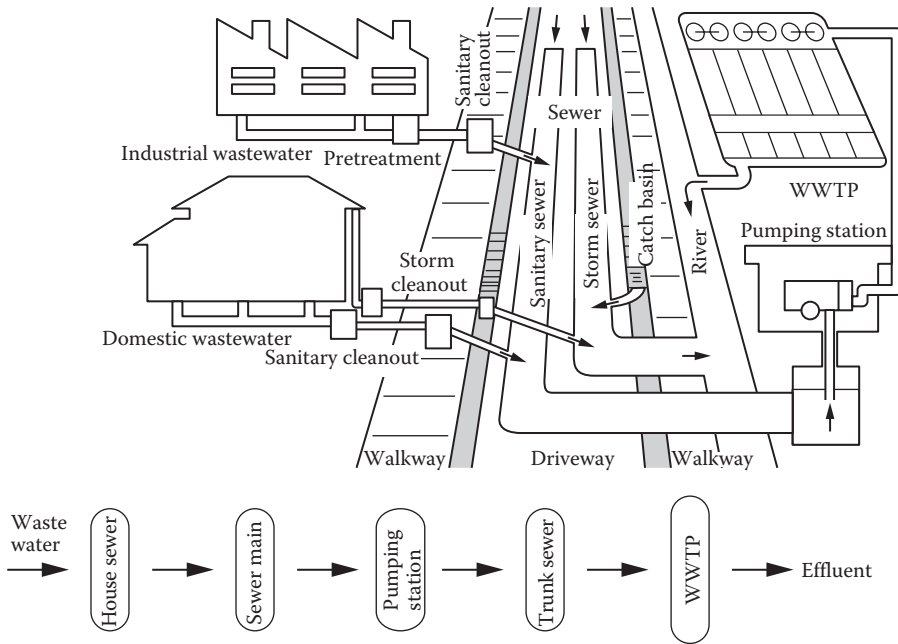 Sanitary
cleanout
Sewer
Industrial wastewater
Pretreatment
WWTP
Catch basin
Sanitary sewer
Storm sewer
River
Pumping station
Storm
cleanout
Domestic wastewater
Sanitary cleanout
Walkway
Driveway
Walkway
Waste
water
House sewer
Sewer main
Pumping
station
Trunk sewer
WWTP
Effluent